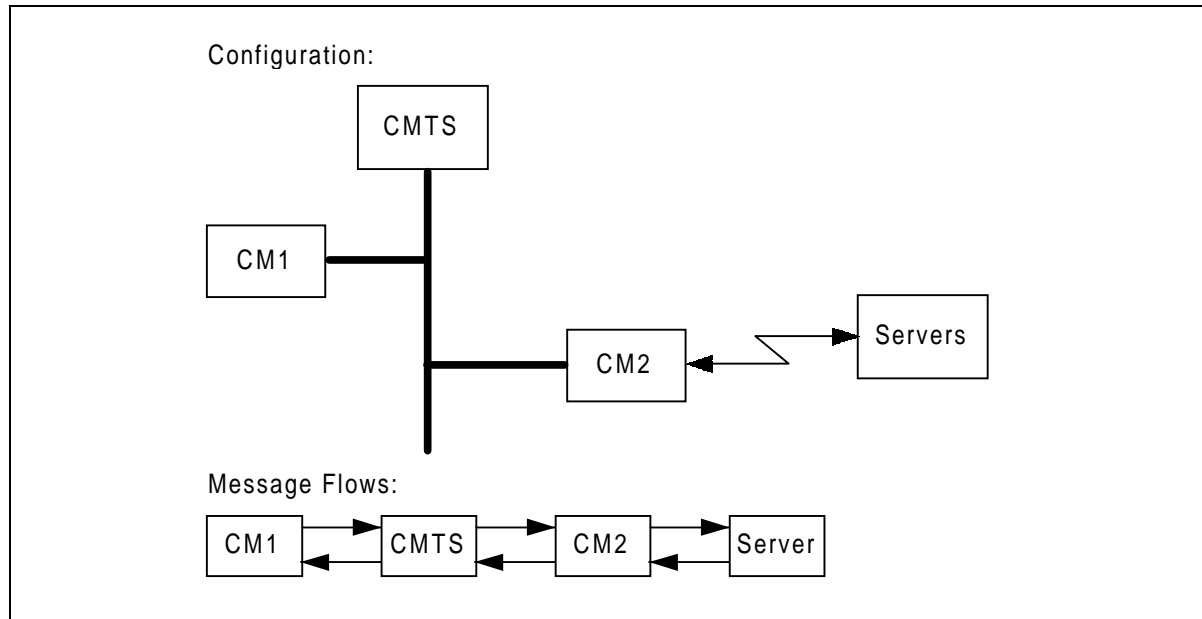 Configuration:
CMTS
CM1
Servers
CM2
Message Flows:
CM1
CMTS
CM2
Server